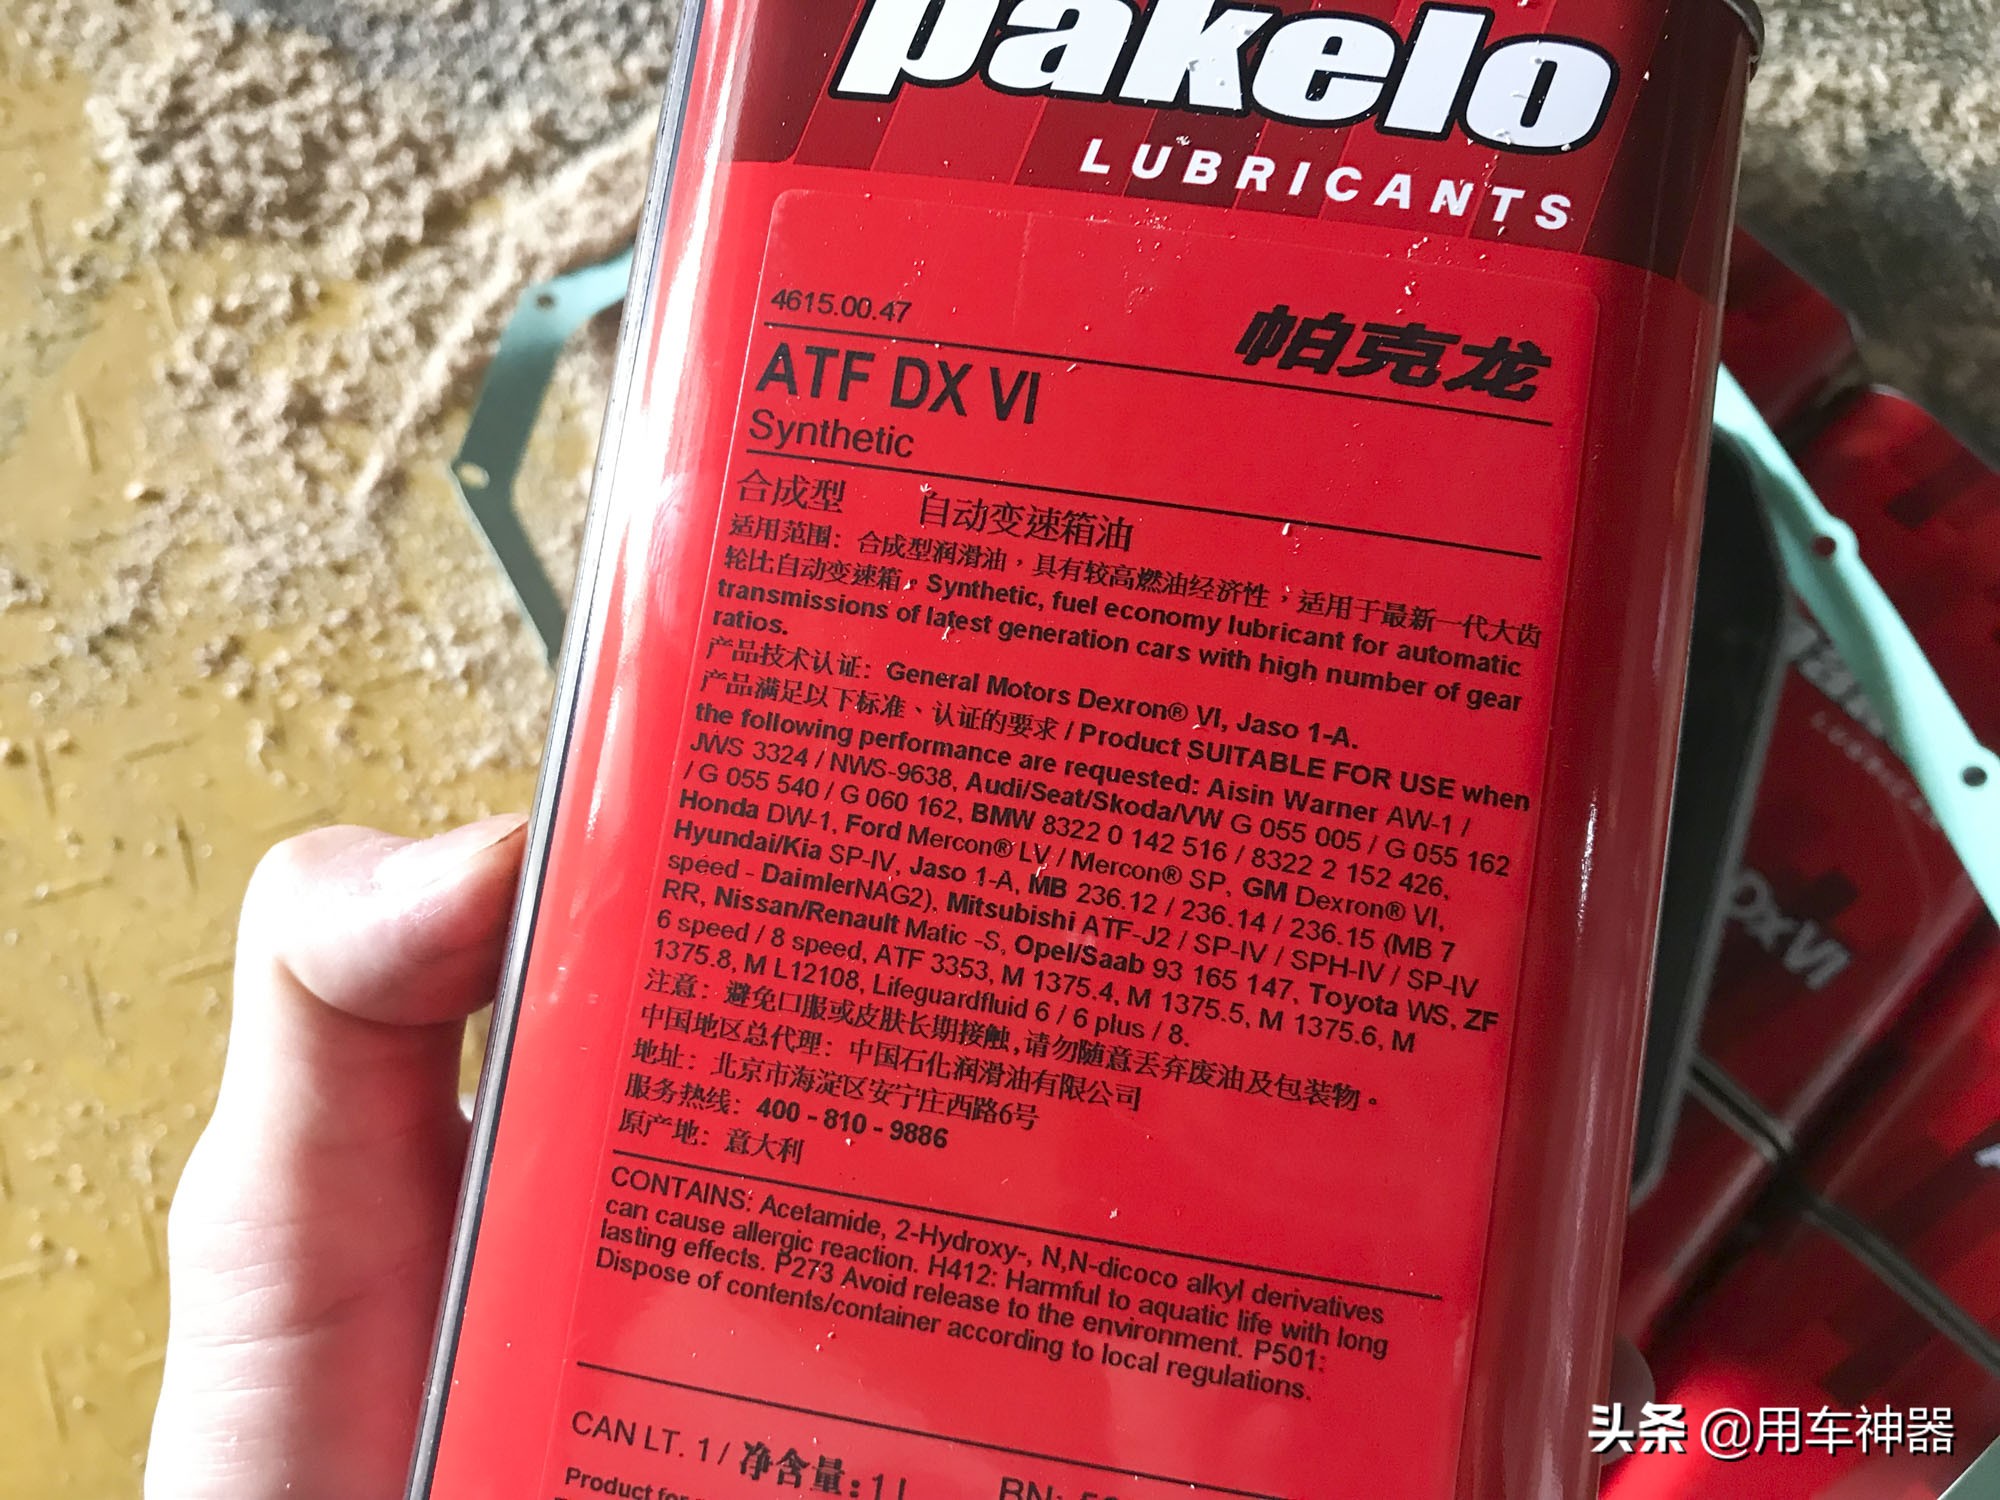 pakelo
LUBRICANTS
4615.00.47
帕克龙
ATF DX VI
Synthetic
合成型 自动变速箱油
适用范围：合成型润滑油，具有较高燃油经济性，适用于最新一代大齿
轮比自动变速箱。Synthetic, fuel economy lubricant for automatic
transmissions of latest generation cars with high number of gear
ratios.
产品技术认证：General Motors Dexron® VI, Jaso 1-A.
产品满足以下标准、认证的要求 / Product SUITABLE FOR USE when
the following performance are requested: Aisin Warner AW-1 /
JWS 3324 / NWS-9638, Audi/Seat/Skoda/VW G 055 005 / G 055 162
/ G 055 540 / G 060 162, BMW 8322 0 142 516 / 8322 2 152 426,
Honda DW-1, Ford Mercon® LV / Mercon® SP, GM Dexron® VI,
Hyundai/Kia SP-IV, Jaso 1-A, MB 236.12 / 236.14 / 236.15 (MB 7
speed - DaimlerNAG2), Mitsubishi ATF-J2 / SP-IV / SPH-IV / SP-IV
RR, Nissan/Renault Matic -S, Opel/Saab 93 165 147, Toyota WS, ZF
6 speed / 8 speed, ATF 3353, M 1375.4, M 1375.5, M 1375.6, M
1375.8, M L12108, Lifeguardfluid 6 / 6 plus / 8.
注意：避免口服或皮肤长期接触,请勿随意丢弃废油及包装物。
中国地区总代理：中国石化润滑油有限公司
地址：北京市海淀区安宁庄西路6号
服务热线：400 - 810 - 9886
原产地：意大利
CONTAINS: Acetamide, 2-Hydroxy-, N,N-dicoco alkyl derivatives
can cause allergic reaction. H412: Harmful to aquatic life with long
lasting effects. P273 Avoid release to the environment. P501:
Dispose of contents/container according to local regulations.
CAN LT. 1 / 净含量：1L
Product for
DX VI
头条 @用车神器